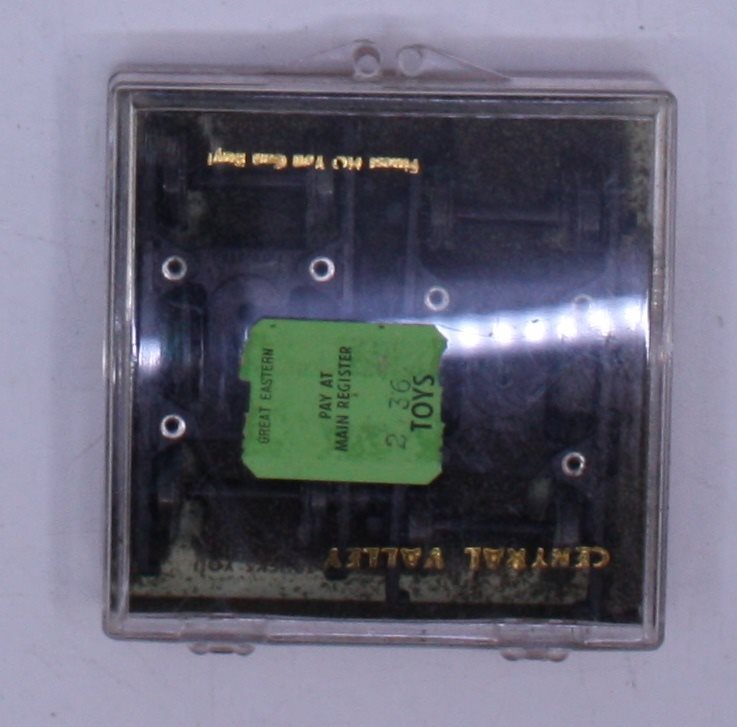 Finest HO You Can Buy!
GREAT EASTERN
PAY AT
MAIN REGISTER
2 36
TOYS
CENTRAL VALLEY